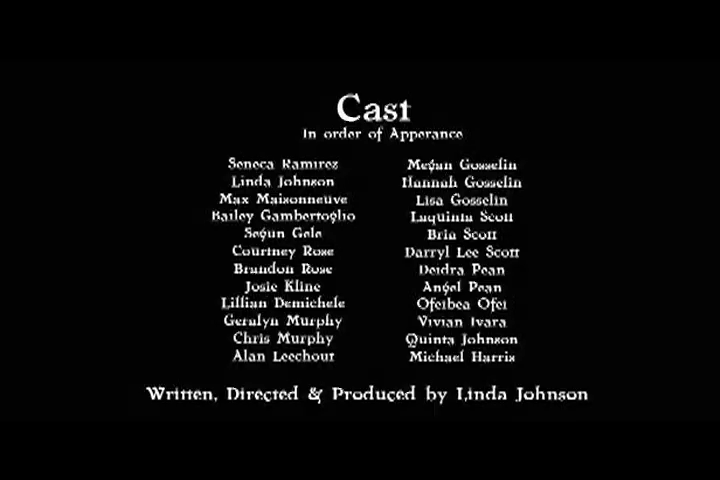 Cast
In order of Apperance
Seneca Ramirez
Linda Johnson
Max Maisonneuve
Bailey Gambertoglio
Segun Gele
Courtney Rose
Brandon Rose
Josie Kline
Lillian Demichele
Geralyn Murphy
Chris Murphy
Alan Leechour
Megan Gosselin
Hannah Gosselin
Lisa Gosselin
Laquinta Scott
Bria Scott
Darryl Lee Scott
Deidra Pean
Angel Pean
Ofeibea Ofei
Vivian Ivara
Quinta Johnson
Michael Harris
Written, Directed & Produced by Linda Johnson